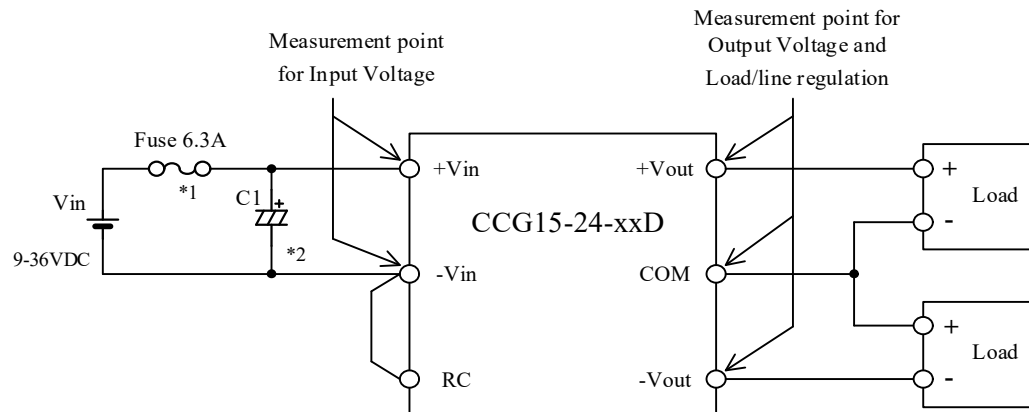 Measurement point
for Input Voltage
Measurement point for
Output Voltage and
Load/line regulation
Fuse 6.3A
*1
Vin
9-36VDC
C1
+
*2
+Vin
-Vin
RC
CCG15-24-xxD
+Vout
COM
-Vout
+
Load
-
+
Load
-